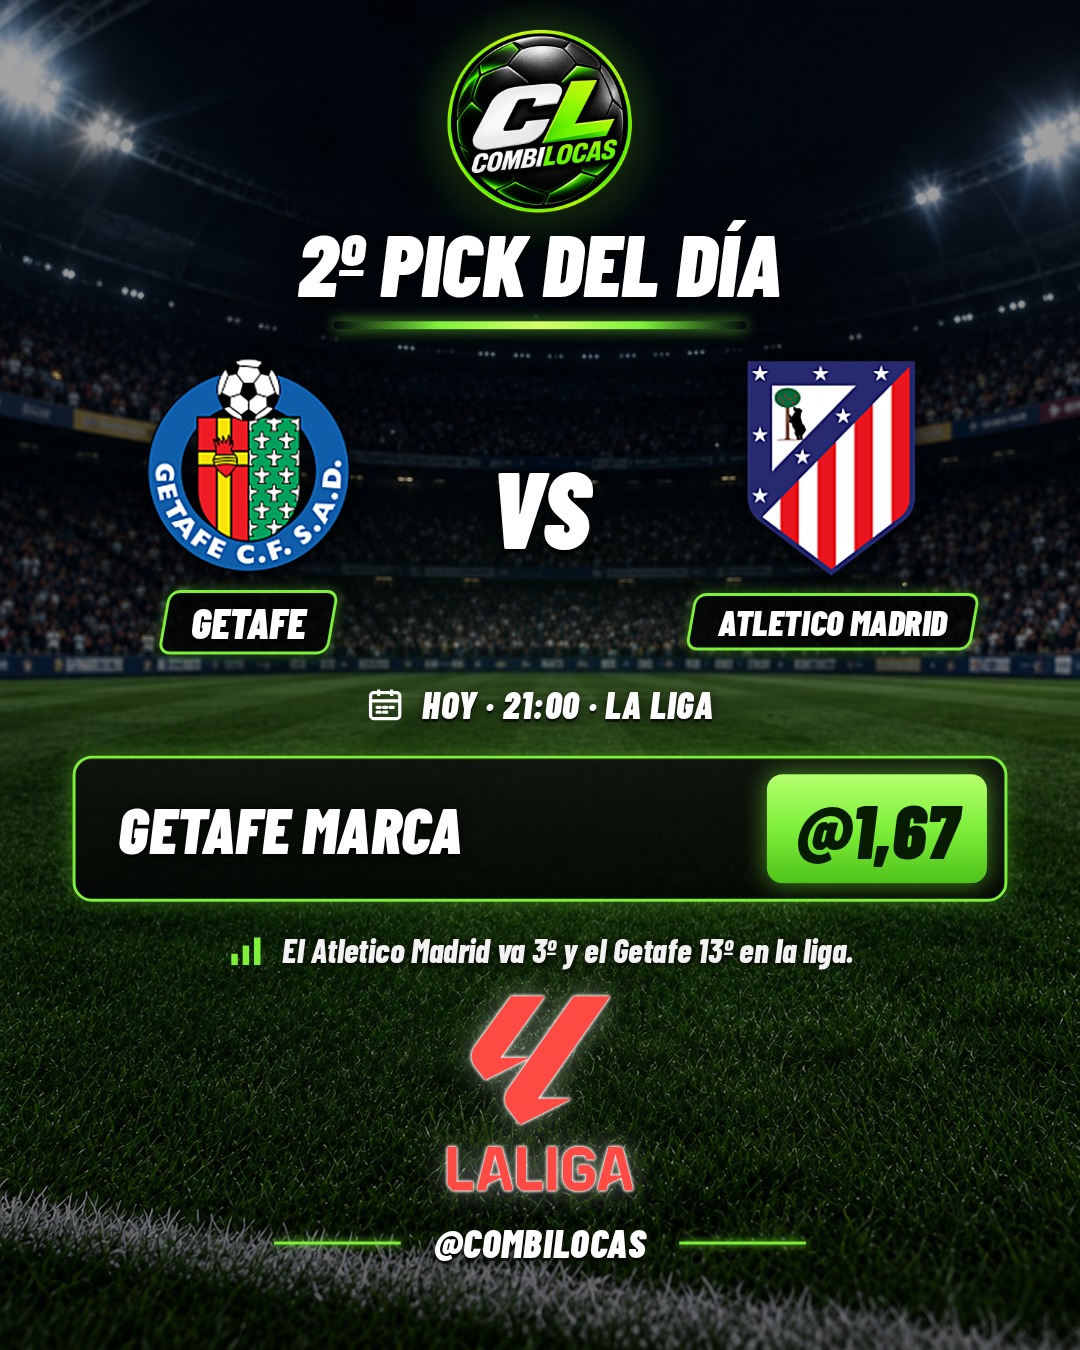 CL
COMBILOCAS
2º PICK DEL DÍA
GETAFE C.F. S.A.D.
VS
GETAFE
ATLETICO MADRID
HOY · 21:00 · LA LIGA
GETAFE MARCA
@1,67
El Atletico Madrid va 3º y el Getafe 13º en la liga.
LALIGA
@COMBILOCAS